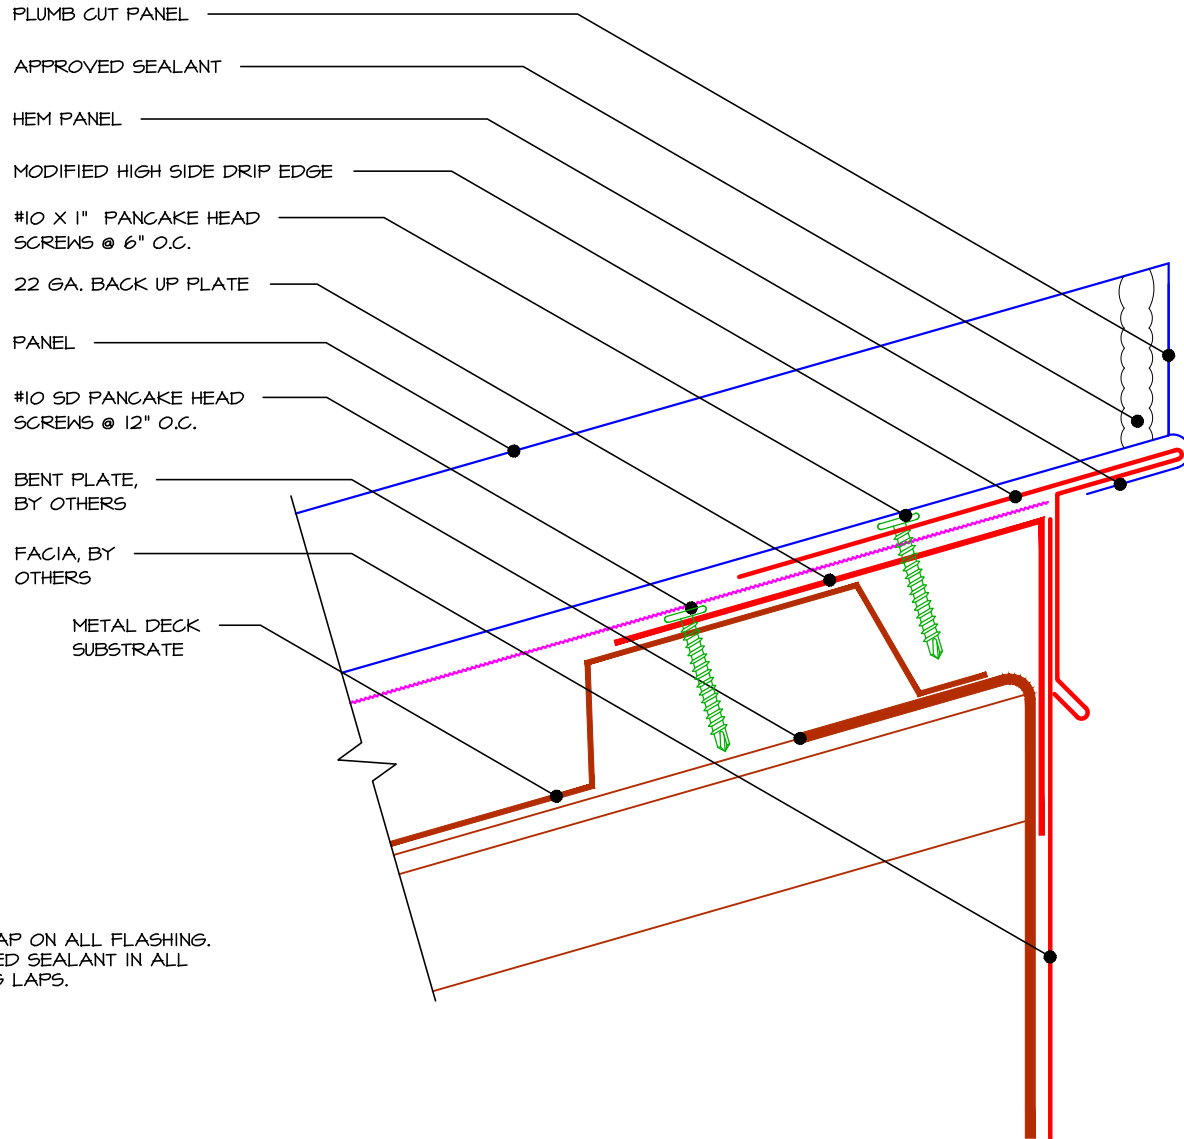 PLUMB CUT PANEL
APPROVED SEALANT
HEM PANEL
MODIFIED HIGH SIDE DRIP EDGE
#10 X 1" PANCAKE HEAD
SCREWS @ 6" O.C.
22 GA. BACK UP PLATE
PANEL
#10 SD PANCAKE HEAD
SCREWS @ 12" O.C.
BENT PLATE,
BY OTHERS
FACIA, BY
OTHERS
METAL DECK
SUBSTRATE
AP ON ALL FLASHING.
ED SEALANT IN ALL
LAPS.